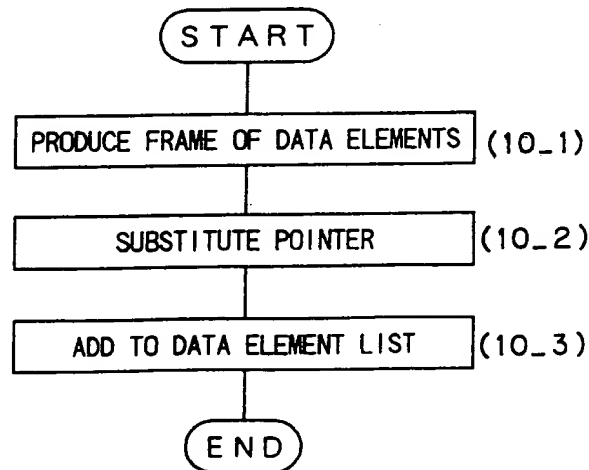 START
PRODUCE FRAME OF DATA ELEMENTS (10_1)
SUBSTITUTE POINTER (10_2)
ADD TO DATA ELEMENT LIST (10_3)
END